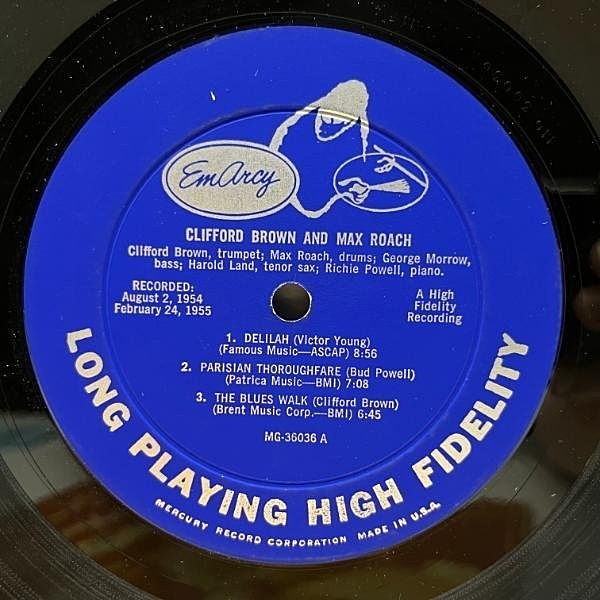 EmArcy
CLIFFORD BROWN AND MAX ROACH
Clifford Brown, trumpet; Max Roach, drums; George Morrow,
bass; Harold Land, tenor sax; Richie Powell, piano.
RECORDED:
August 2, 1954
February 24, 1955
A High
Fidelity
Recording
1. DELILAH (Victor Young)
(Famous Music—ASCAP) 8:56
2. PARISIAN THOROUGHFARE (Bud Powell)
(Patrica Music—BMI) 7:08
3. THE BLUES WALK (Clifford Brown)
(Brent Music Corp.—BMI) 6:45
MG-36036 A
LONG PLAYING HIGH FIDELITY
MERCURY RECORD CORPORATION MADE IN U.S.A.